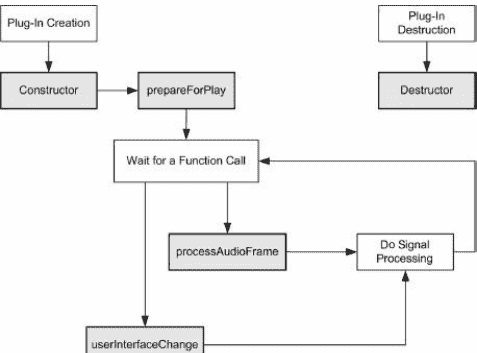 Plug-In Creation
Plug-In
Destruction
Constructor
prepareForPlay
Destructor
Wait for a Function Call
processAudioFrame
Do Signal
Processing
userInterfaceChange